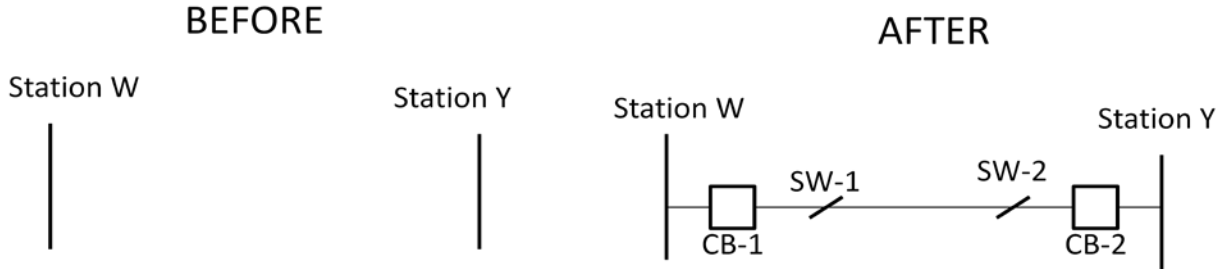 BEFORE
AFTER
Station W
Station Y
Station W
Station Y
SW-1
SW-2
CB-1
CB-2